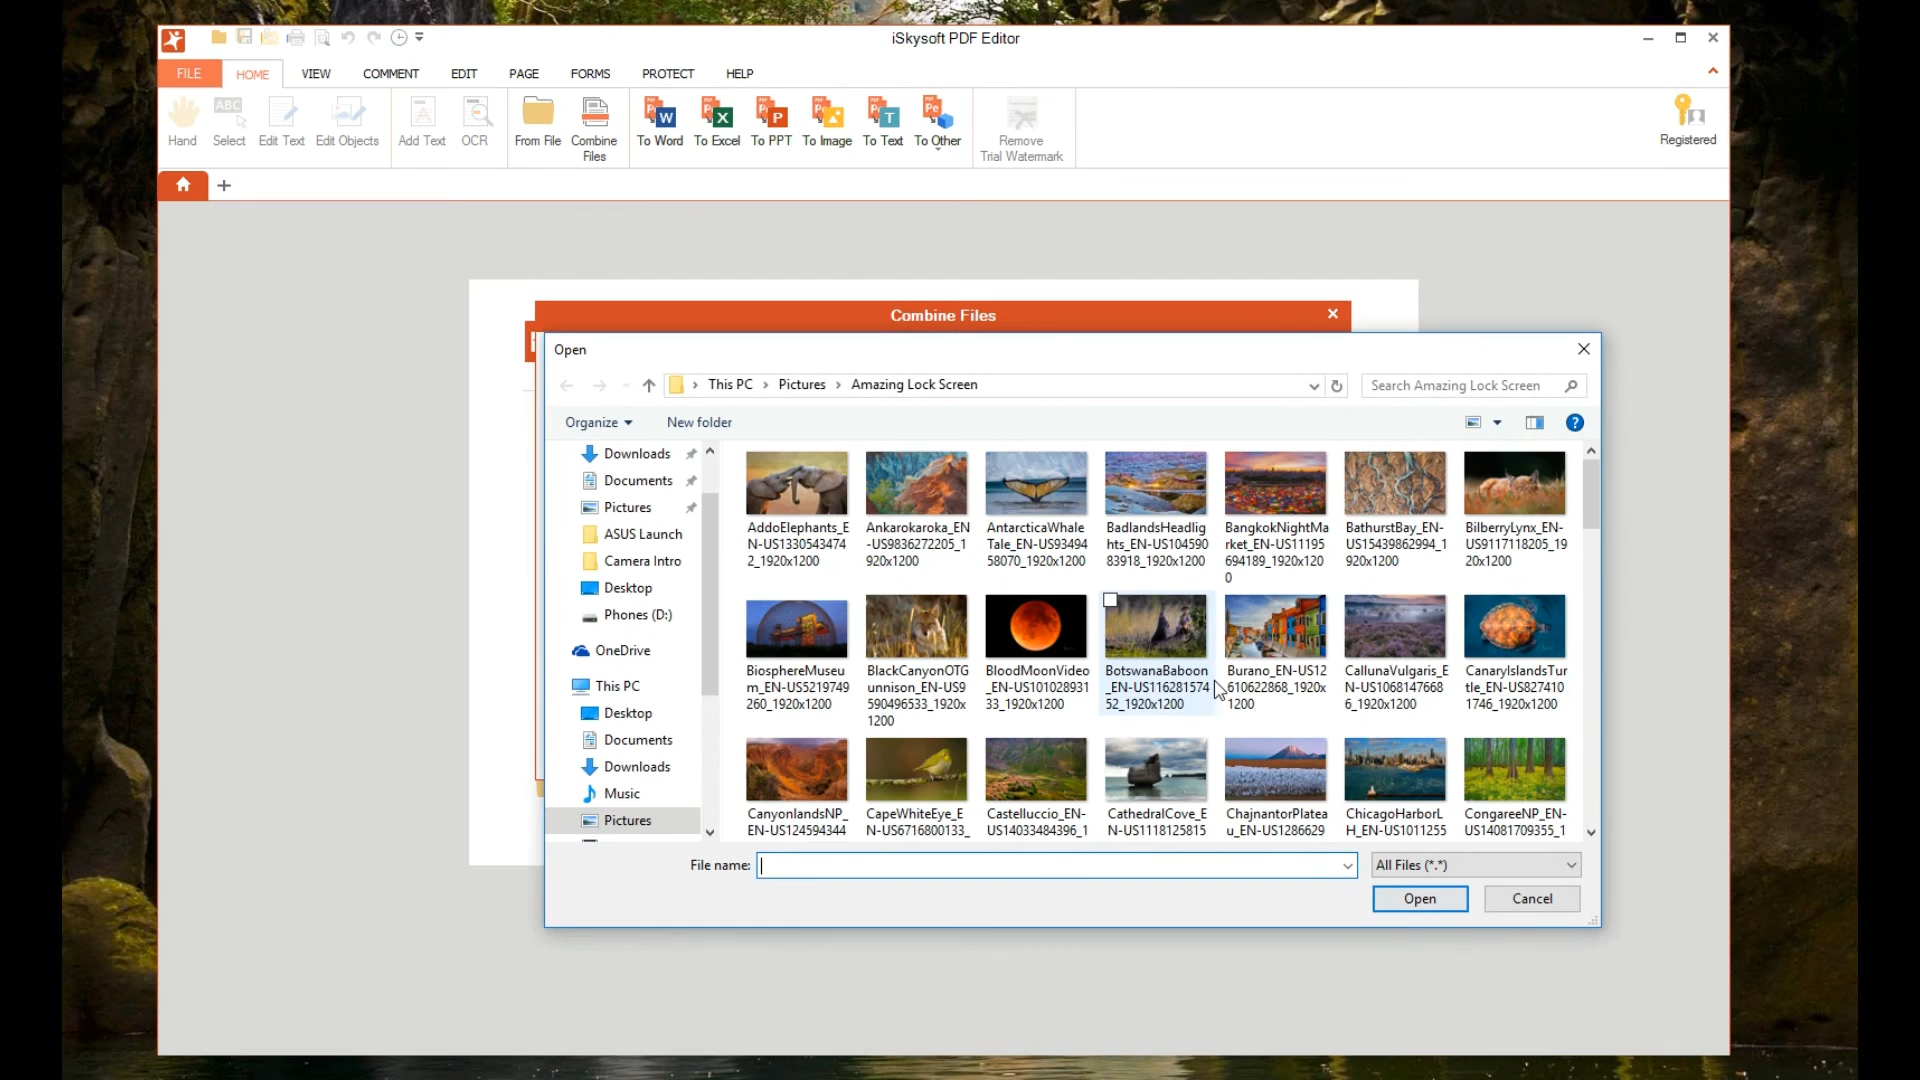 iSkysoft PDF Editor
FILE HOME VIEW COMMENT EDIT PAGE FORMS PROTECT HELP
Hand Select Edit Text Edit Objects Add Text OCR From File Combine Files To Word To Excel To PPT To Image To Text To Other Remove Trial Watermark Registered
Combine Files
Open
This PC Pictures Amazing Lock Screen
Search Amazing Lock Screen
Organize New folder
Downloads
Documents
Pictures
ASUS Launch
Camera Intro
Desktop
Phones (D:)
OneDrive
This PC
Desktop
Documents
Downloads
Music
Pictures
AddoElephants_E
N-US1330543474
2_1920x1200
Ankarokaroka_EN
-US9836272205_1
920x1200
AntarcticaWhale
Tale_EN-US93494
58070_1920x1200
BadlandsHeadlig
hts_EN-US104590
83918_1920x1200
BangkokNightMa
rket_EN-US11195
694189_1920x120
0
BathurstBay_EN-
US15439862994_1
920x1200
BilberryLynx_EN-
US9117118205_19
20x1200
BiosphereMuseu
m_EN-US5219749
260_1920x1200
BlackCanyonOTG
unnison_EN-US9
590496533_1920x
1200
BloodMoonVideo
_EN-US101028931
33_1920x1200
BotswanaBaboon
_EN-US116281574
52_1920x1200
Burano_EN-US12
610622868_1920x
1200
CallunaVulgaris_E
N-US1068147668
6_1920x1200
CanaryIslandsTur
tle_EN-US827410
1746_1920x1200
CanyonlandsNP_
EN-US124594344
CapeWhiteEye_E
N-US6716800133_
Castelluccio_EN-
US14033484396_1
CathedralCove_E
N-US1118125815
ChajnantorPlatea
u_EN-US1286629
ChicagoHarborL
H_EN-US1011255
CongareeNP_EN-
US14081709355_1
File name:
All Files (*.*)
Open Cancel